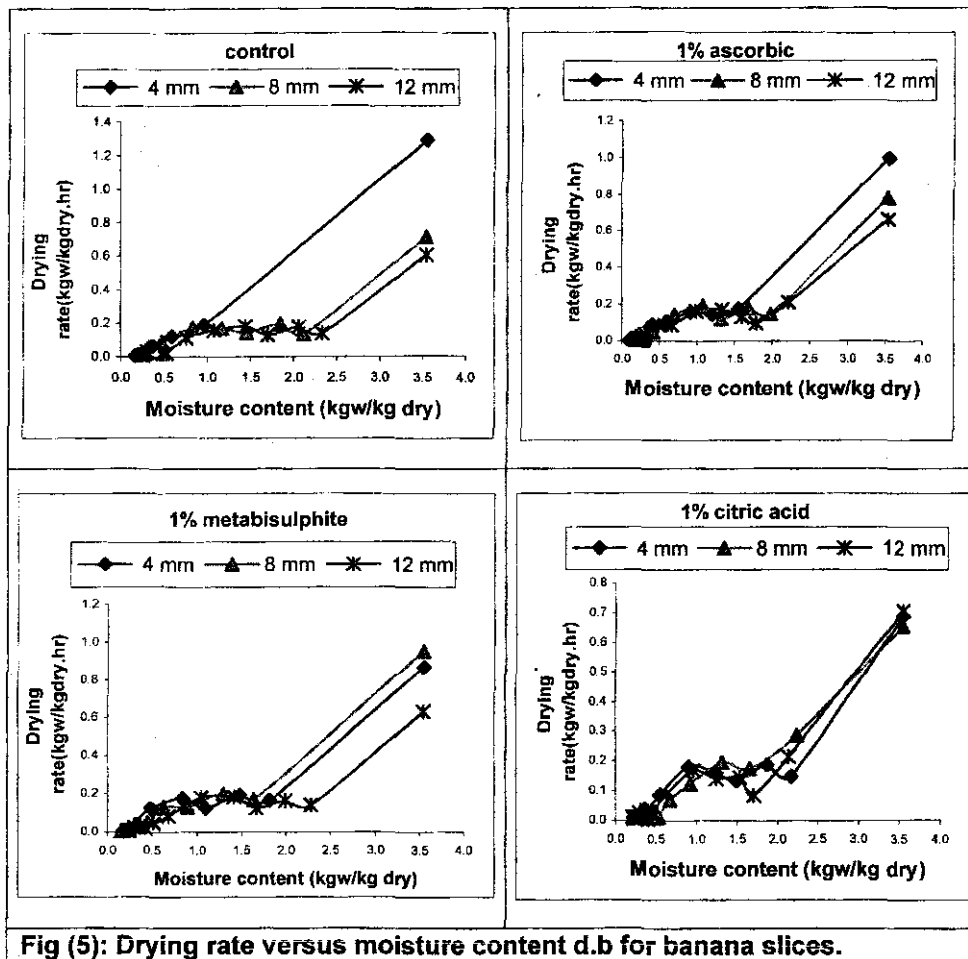 control
4 mm 8 mm 12 mm
1.4
1.2
1.0
0.8
0.6
0.4
0.2
0.0
0.0 0.5 1.0 1.5 2.0 2.5 3.0 3.5 4.0
Drying
rate(kgw/kgdry.hr)
Moisture content (kgw/kg dry)
1% ascorbic
4 mm 8 mm 12 mm
1.2
1.0
0.8
0.6
0.4
0.2
0.0
0.0 0.5 1.0 1.5 2.0 2.5 3.0 3.5 4.0
Drying
rate(kgw/kgdry.hr)
Moisture content (kgw/kg dry)
1% metabisulphite
4 mm 8 mm 12 mm
1.2
1.0
0.8
0.6
0.4
0.2
0.0
0.0 0.5 1.0 1.5 2.0 2.5 3.0 3.5 4.0
Drying
rate(kgw/kgdry.hr)
Moisture content (kgw/kg dry)
1% citric acid
4 mm 8 mm 12 mm
0.8
0.7
0.6
0.5
0.4
0.3
0.2
0.1
0.0
0.0 0.5 1.0 1.5 2.0 2.5 3.0 3.5 4.0
Drying
rate(kgw/kgdry.hr)
Moisture content (kgw/kg dry)
Fig (5): Drying rate versus moisture content d.b for banana slices.